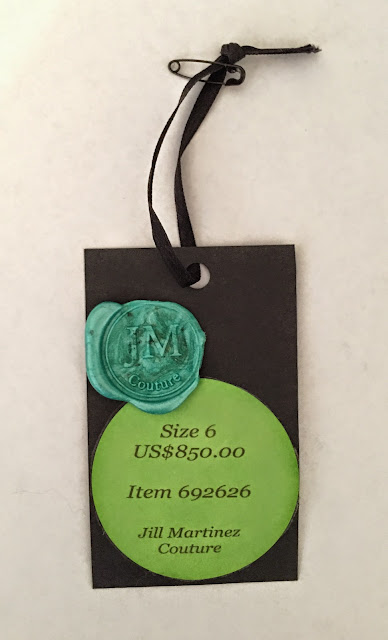 JM
Couture
Size 6
US$850.00
Item 692626
Jill Martinez
Couture